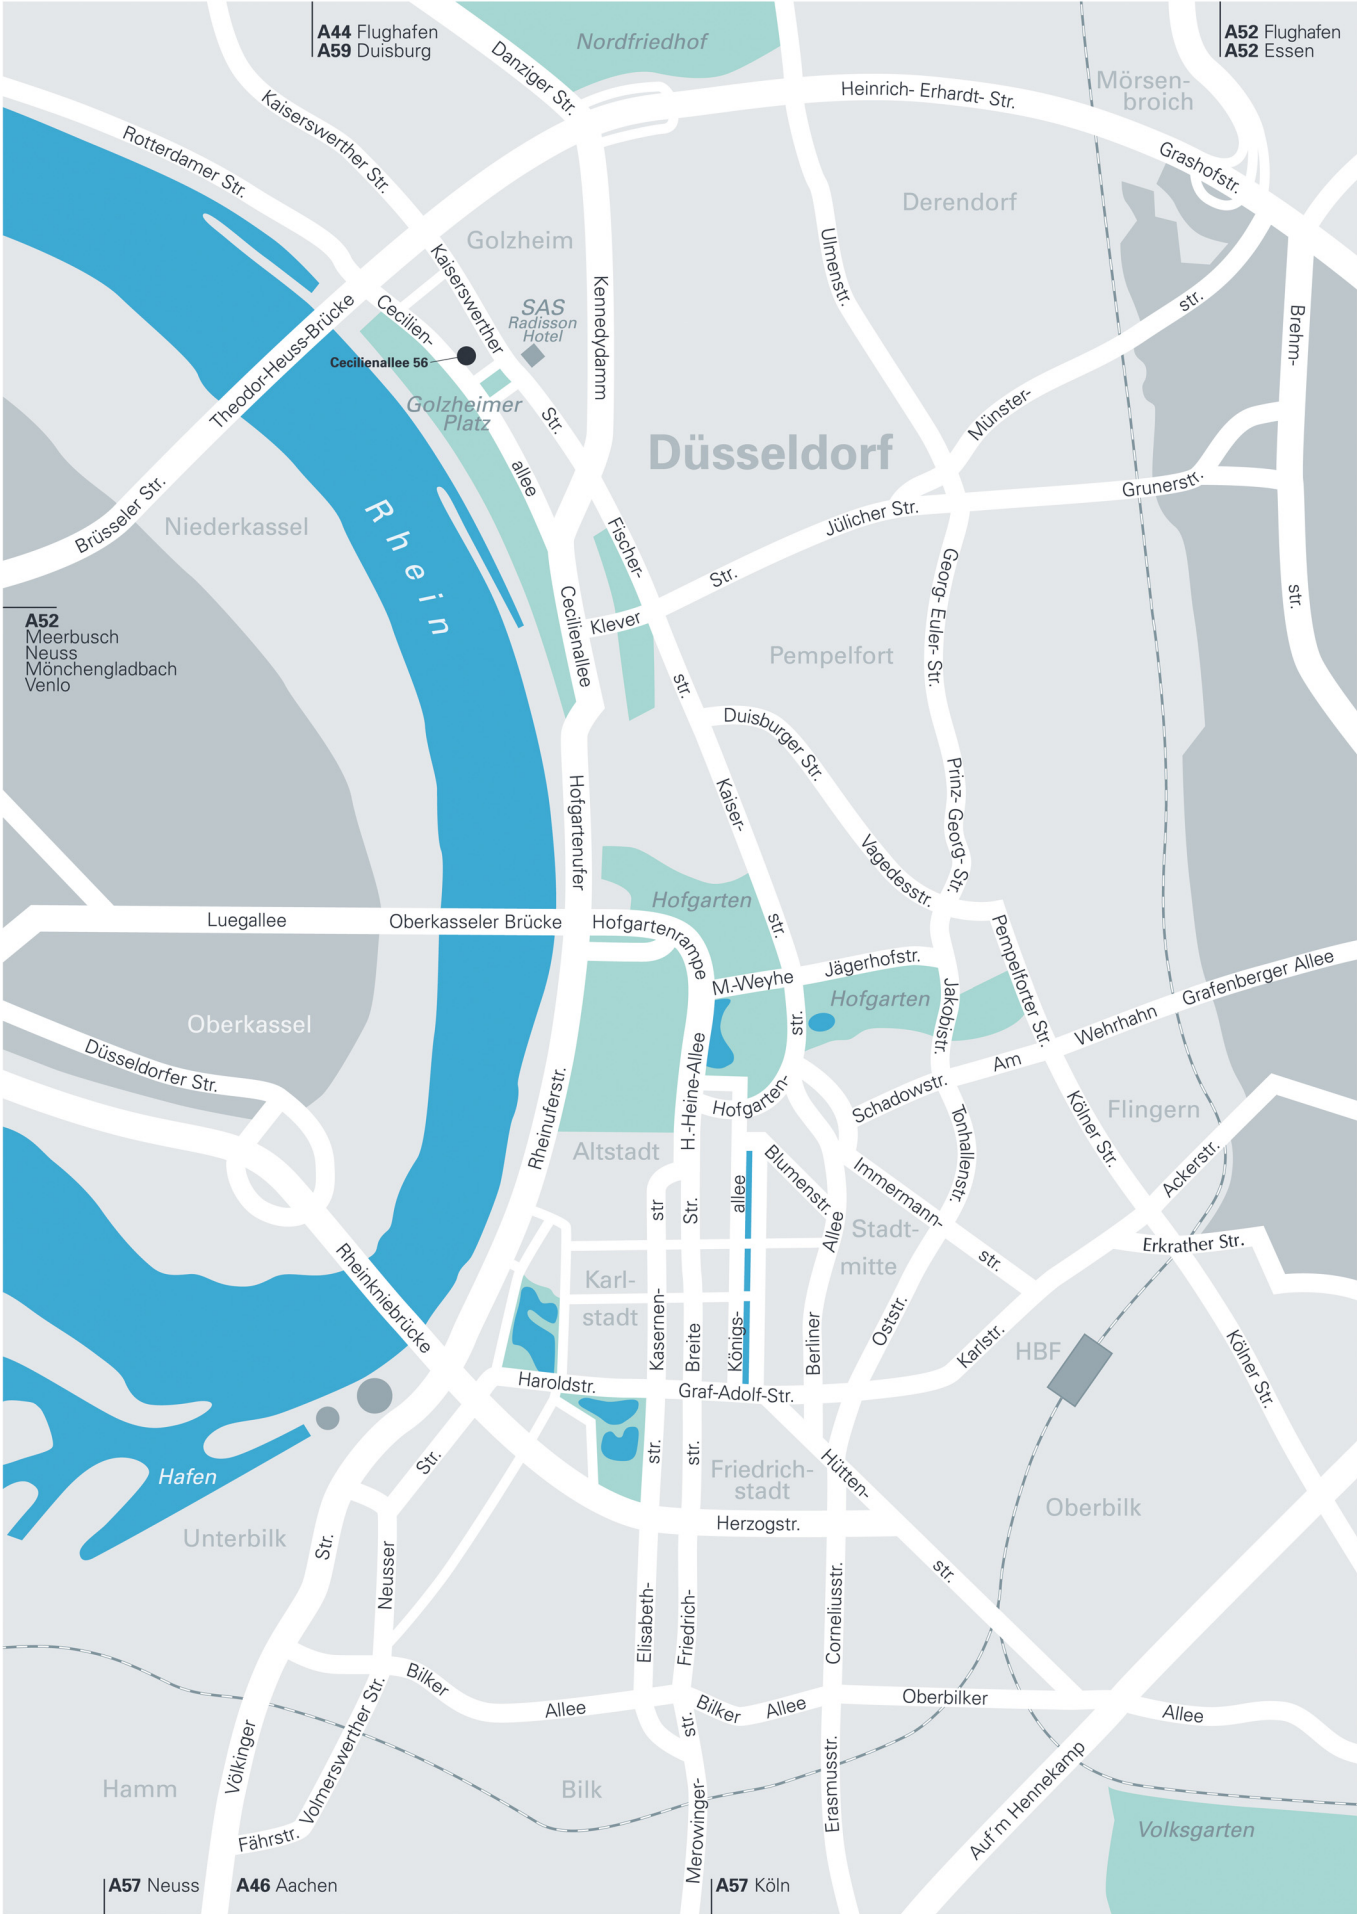 A44 Flughafen
A59 Duisburg
Nordfriedhof
A52 Flughafen
A52 Essen
Danziger Str.
Heinrich- Erhardt- Str.
Mörsen-
broich
Kaiserswerther Str.
Rotterdamer Str.
Grashofstr.
Derendorf
Golzheim
Ulmenstr.
Kaiserswerther
Str.
Kennedydamm
SAS
Radisson
Hotel
Cecilien-
allee
Cecilienallee 56
Theodor-Heuss-Brücke
Golzheimer
Platz
Münster-
str.
Brehm-
str.
Düsseldorf
Brüsseler Str.
Niederkassel
Rhein
Grunerstr.
Jülicher Str.
Fischer-
str.
Klever
Str.
Georg- Euler- Str.
Cecilienallee
A52
Meerbusch
Neuss
Mönchengladbach
Venlo
Pempelfort
Duisburger Str.
Hofgartenufer
Kaiser-
str.
Prinz- Georg- Str.
Vagedesstr.
Hofgarten
Luegallee
Oberkasseler Brücke
Hofgartenrampe
Pempelforter Str.
M.-Weyhe
Jägerhofstr.
Hofgarten
Grafenberger Allee
Oberkassel
Jakobistr.
str.
Wehrhahn
Am
Düsseldorfer Str.
H.-Heine-Allee
Hofgarten-
Schadowstr.
Rheinuferstr.
Altstadt
Tonhallenstr.
Kölner Str.
Flingern
Ackerstr.
Blumenstr.
Immermann-
str.
str
Str.
allee
Allee
Stadt-
mitte
Erkrather Str.
Rheinkniebrücke
Karl-
stadt
Kasernen-
str.
Breite
str.
Königs-
Berliner
Oststr.
Karlstr.
HBF
Kölner Str.
Haroldstr.
Graf-Adolf-Str.
Hafen
Str.
Friedrich-
stadt
Hütten-
str.
Oberbilk
Unterbilk
Str.
Herzogstr.
Neusser
Elisabeth-
Friedrich-
str.
Corneliusstr.
Bilker
Allee
Bilker
Allee
Oberbilker
Allee
Völkinger
Volmerswerther Str.
Hamm
Bilk
Fährstr.
Merowinger-
Erasmusstr.
Auf´m Hennekamp
Volksgarten
A57 Neuss
A46 Aachen
A57 Köln